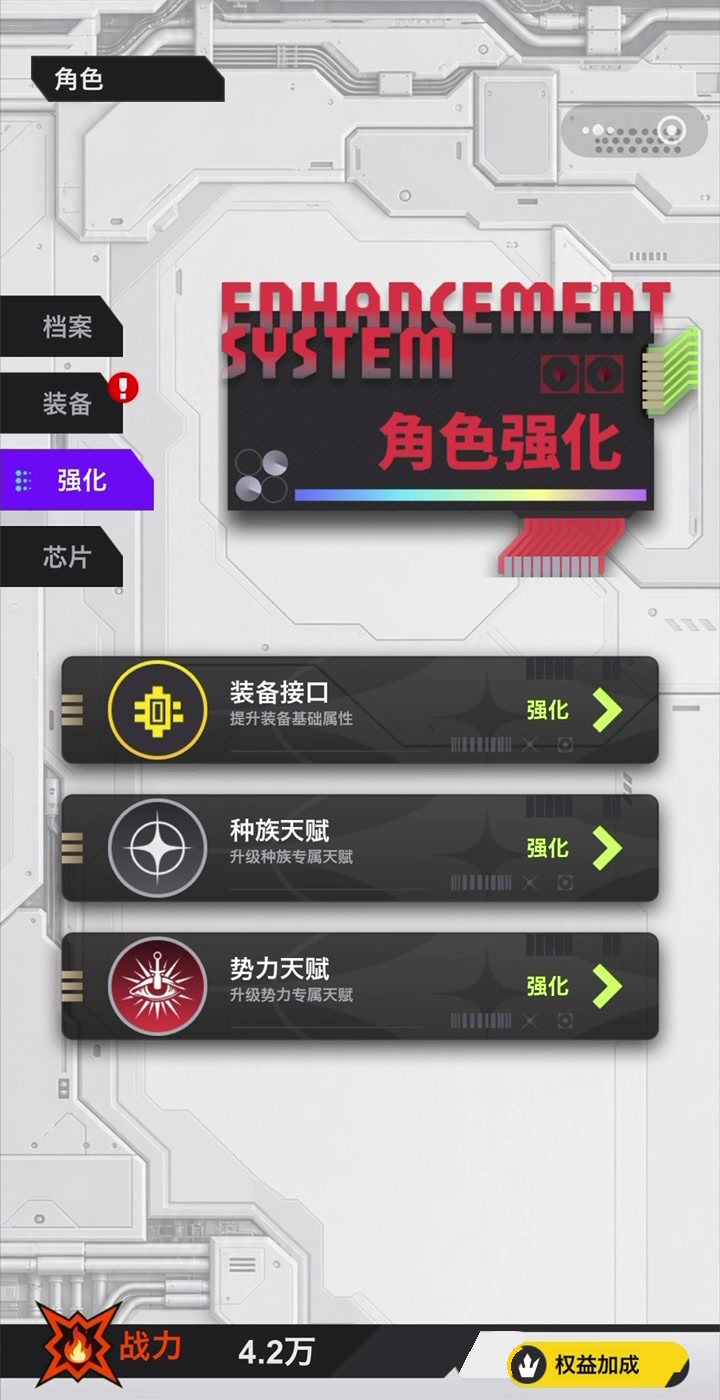 角色
档案
装备
强化
芯片
ENHANCEMENT
SYSTEM
角色强化
装备接口
提升装备基础属性
强化
种族天赋
升级种族专属天赋
强化
势力天赋
升级势力专属天赋
强化
战力
4.2万
权益加成